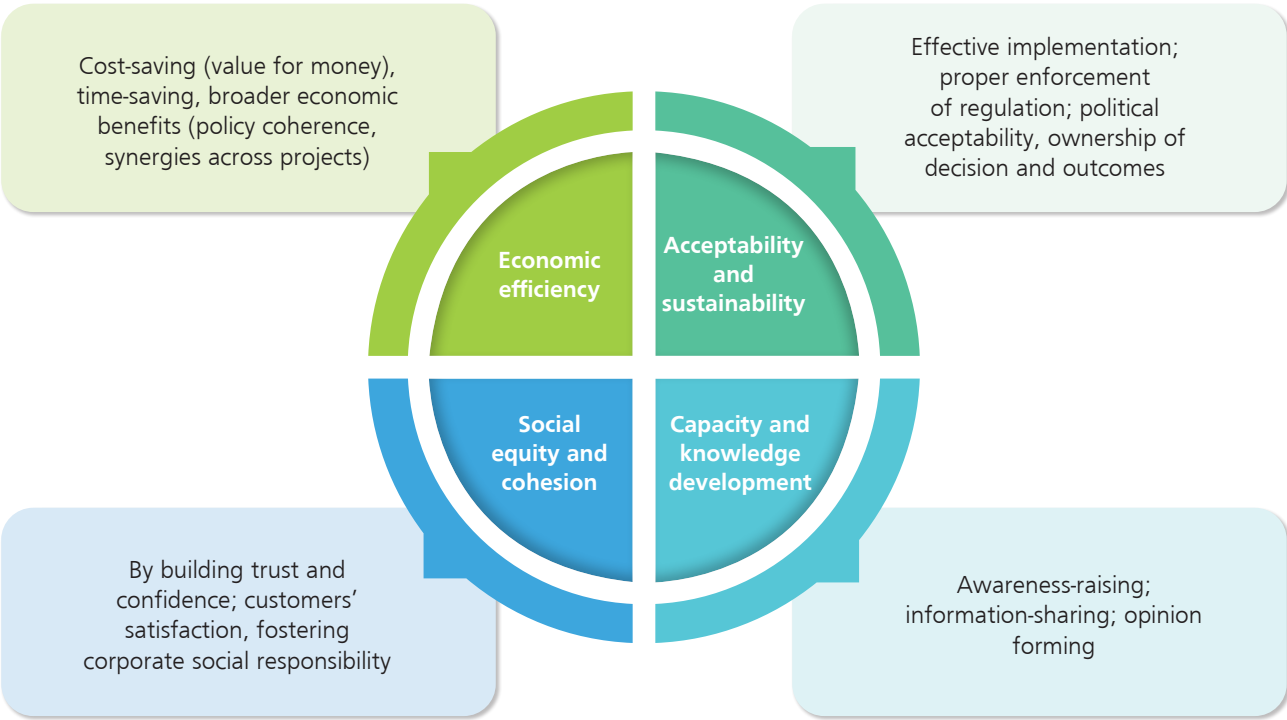 Cost-saving (value for money),
time-saving, broader economic
benefits (policy coherence,
synergies across projects)
Effective implementation;
proper enforcement
of regulation; political
acceptability, ownership of
decision and outcomes
Economic
efficiency
Acceptability
and
sustainability
Social
equity and
cohesion
Capacity and
knowledge
development
By building trust and
confidence; customers’
satisfaction, fostering
corporate social responsibility
Awareness-raising;
information-sharing; opinion
forming